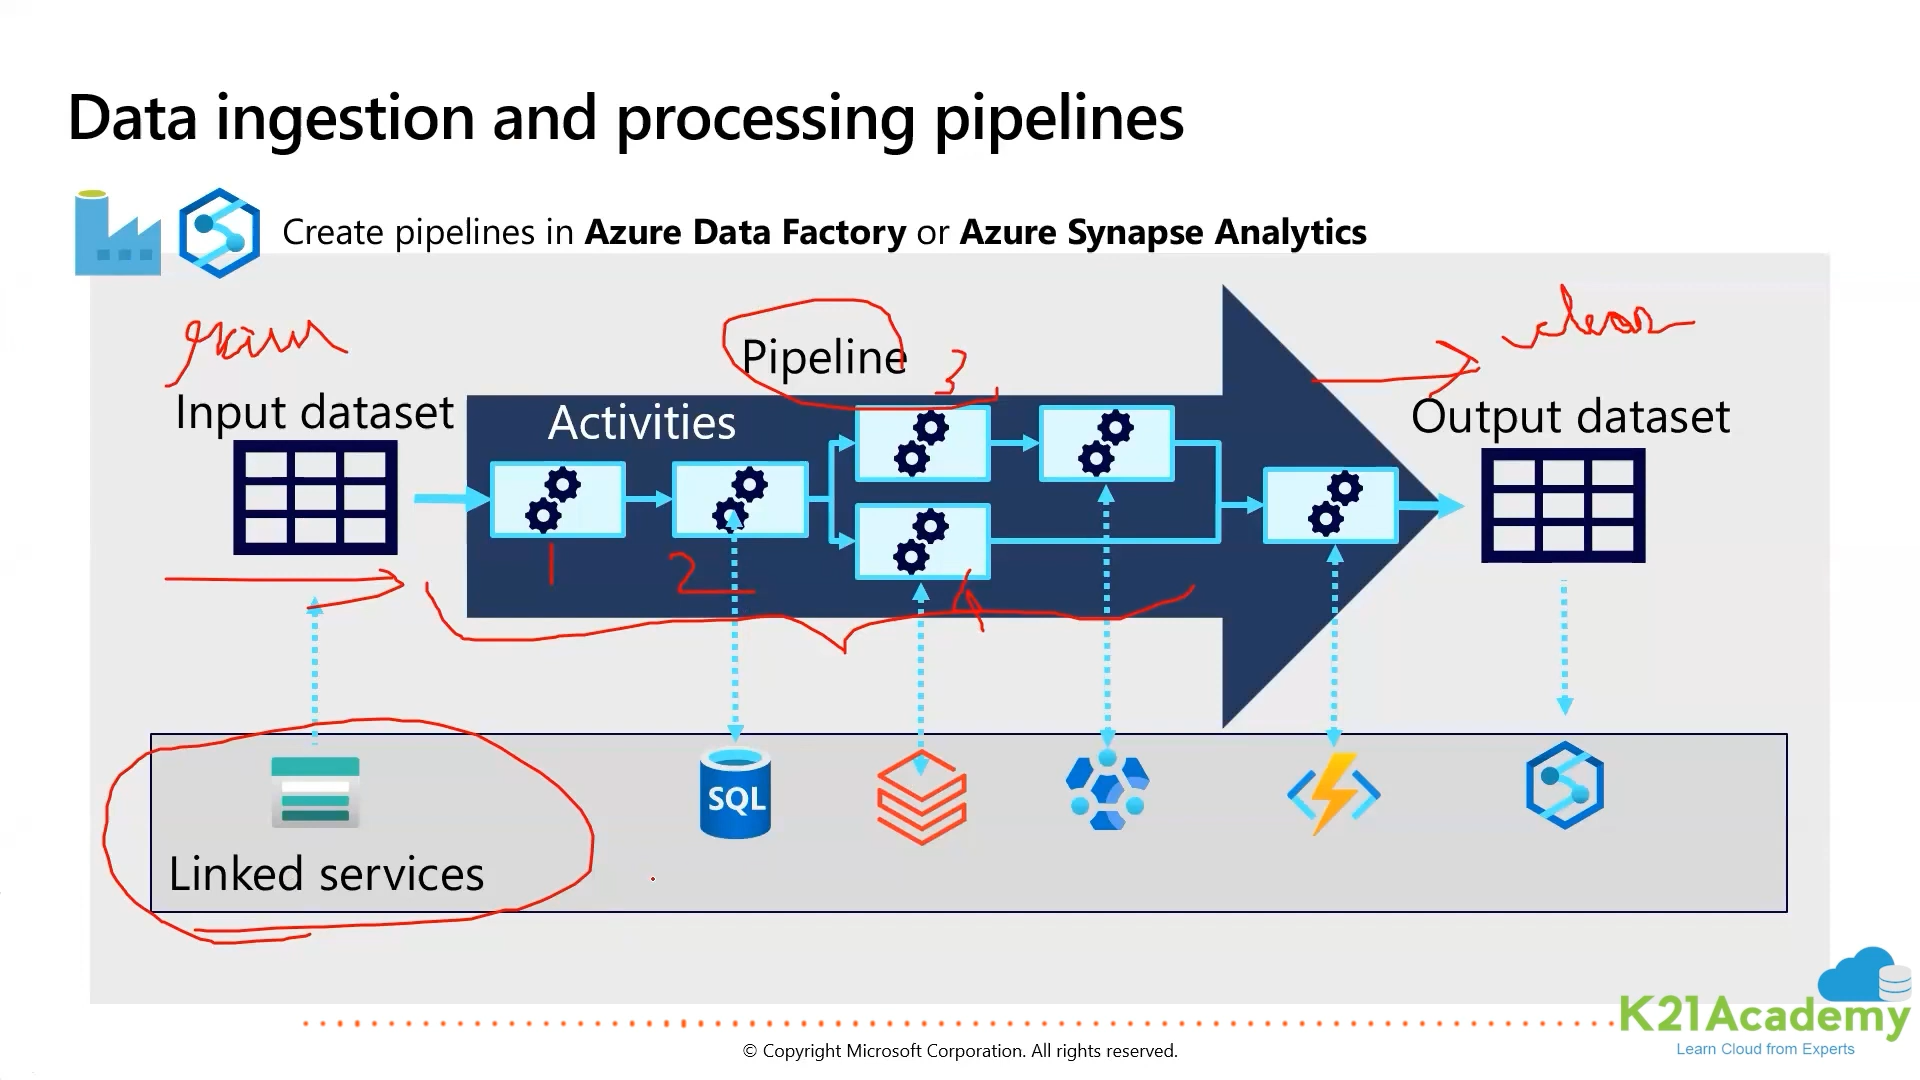 Data ingestion and processing pipelines
Create pipelines in Azure Data Factory or Azure Synapse Analytics
Pipeline
3
clean
Input dataset
Activities
Output dataset
1
2
4
SQL
Linked services
K21Academy
Learn Cloud from Experts
© Copyright Microsoft Corporation. All rights reserved.